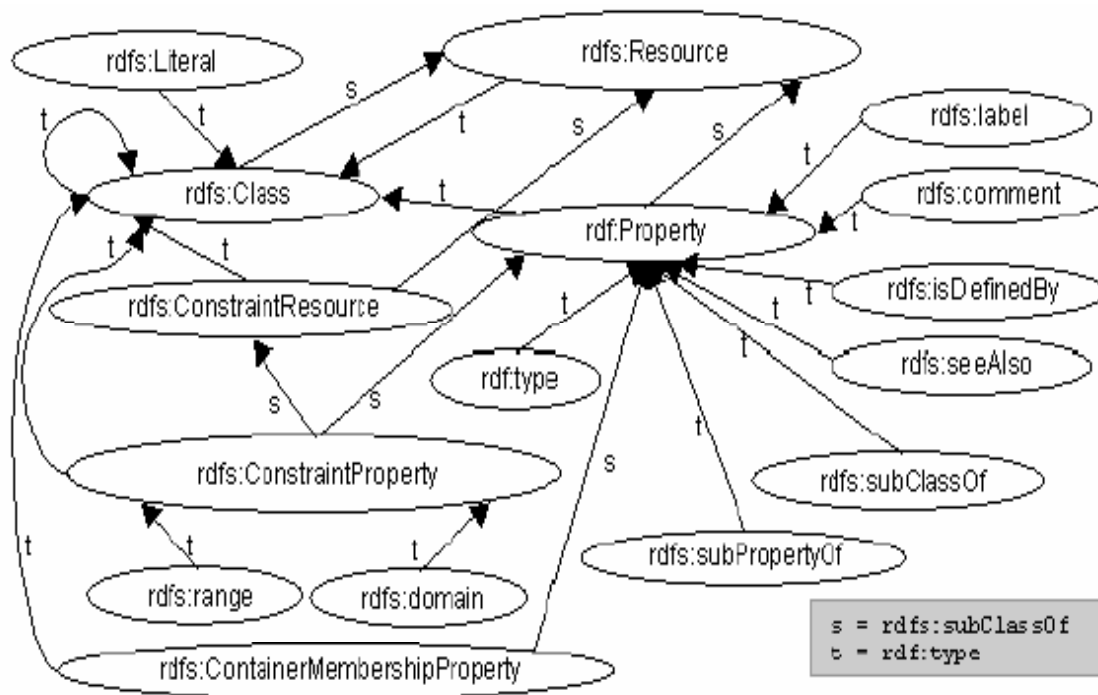 rdfs:Literal
rdfs:Resource
t
s
t
t
s
s
rdfs:label
t
rdfs:Class
t
rdfs:comment
t
rdf:Property
t
t
rdfs:ConstraintResource
t
rdfs:isDefinedBy
t
t
t
rdfs:seeAlso
rdf:type
s
s
t
s
rdfs:ConstraintProperty
rdfs:subClassOf
t
t
t
rdfs:subPropertyOf
rdfs:range
rdfs:domain
rdfs:ContainerMembershipProperty
s = rdfs:subClassOf
t = rdf:type